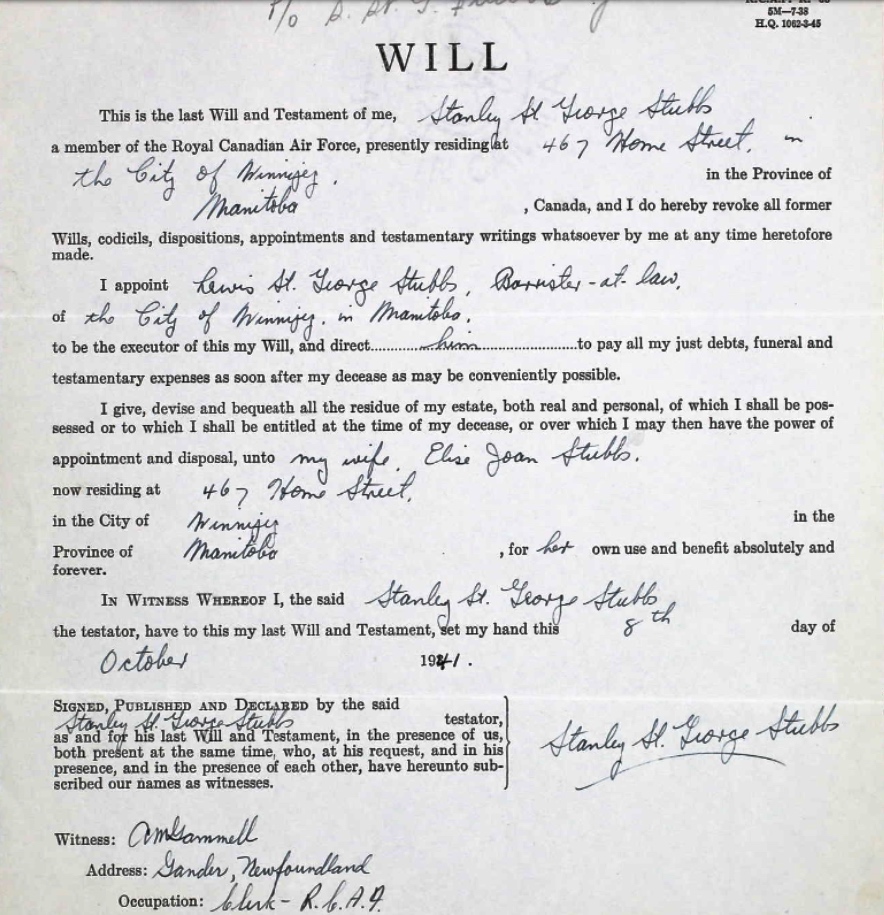 P/O S. St. G.
5M—7-38
H.Q. 1062-3-45
WILL
This is the last Will and Testament of me, Stanley St George Stubbs
a member of the Royal Canadian Air Force, presently residing at 467 Home Street, in
the City of Winnipeg, in the Province of
Manitoba , Canada, and I do hereby revoke all former
Wills, codicils, dispositions, appointments and testamentary writings whatsoever by me at any time heretofore
made.
I appoint Lewis St. George Stubbs, Barrister-at-law,
of the City of Winnipeg, in Manitoba,
to be the executor of this my Will, and direct..............him..............................to pay all my just debts, funeral and
testamentary expenses as soon after my decease as may be conveniently possible.
I give, devise and bequeath all the residue of my estate, both real and personal, of which I shall be pos-
sessed or to which I shall be entitled at the time of my decease, or over which I may then have the power of
appointment and disposal, unto my wife, Elise Joan Stubbs.
now residing at 467 Home Street,
in the City of Winnipeg in the
Province of Manitoba , for her own use and benefit absolutely and
forever.
IN WITNESS WHEREOF I, the said Stanley St. George Stubbs
the testator, have to this my last Will and Testament, set my hand this 8th day of
October 1941.
SIGNED, PUBLISHED AND DECLARED by the said
Stanley St. George Stubbs testator,
as and for his last Will and Testament, in the presence of us,
both present at the same time, who, at his request, and in his
presence, and in the presence of each other, have hereunto sub-
scribed our names as witnesses.
Stanley St. George Stubbs
Witness: AMGammell
Address: Gander, Newfoundland
Occupation: Clerk - R.C.A.F.